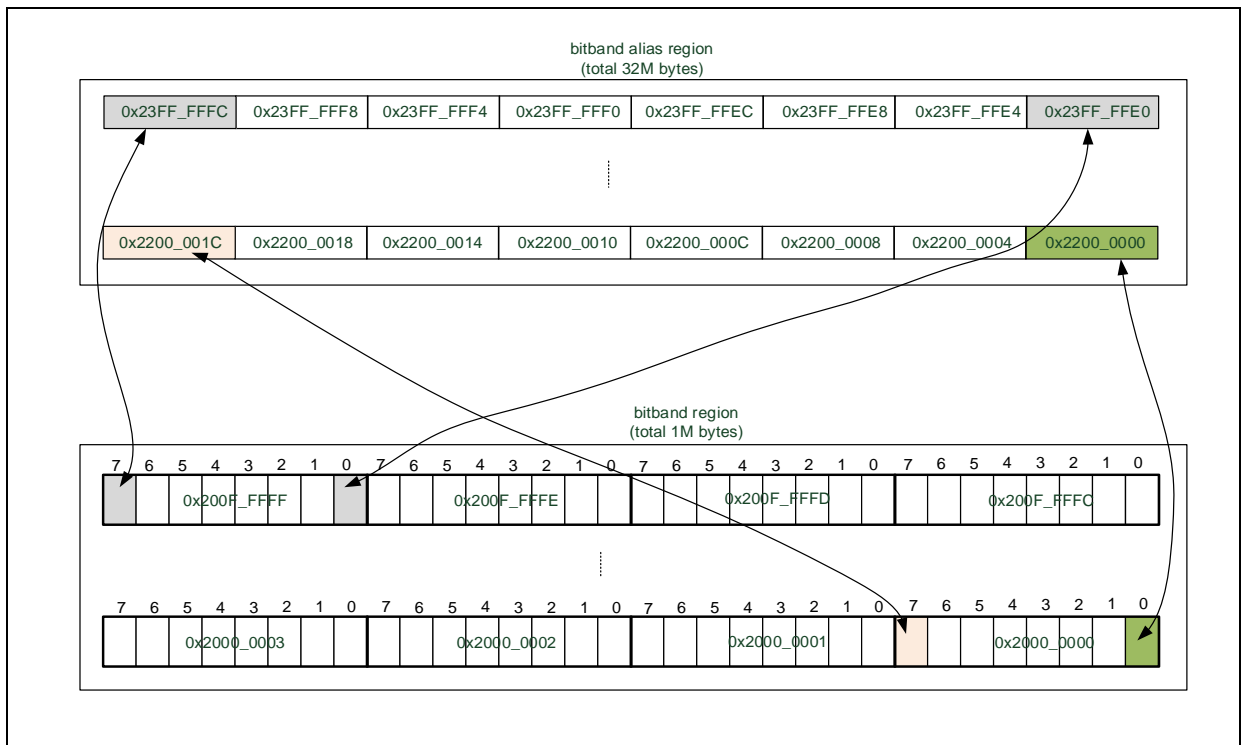 bitband alias region
(total 32M bytes)
0x23FF_FFFC 0x23FF_FFF8 0x23FF_FFF4 0x23FF_FFF0 0x23FF_FFEC 0x23FF_FFE8 0x23FF_FFE4 0x23FF_FFE0
0x2200_001C 0x2200_0018 0x2200_0014 0x2200_0010 0x2200_000C 0x2200_0008 0x2200_0004 0x2200_0000
bitband region
(total 1M bytes)
7 6 5 4 3 2 1 0 7 6 5 4 3 2 1 0 7 6 5 4 3 2 1 0 7 6 5 4 3 2 1 0
0x200F_FFFF 0x200F_FFFE 0x200F_FFFD 0x200F_FFFC
7 6 5 4 3 2 1 0 7 6 5 4 3 2 1 0 7 6 5 4 3 2 1 0 7 6 5 4 3 2 1 0
0x2000_0003 0x2000_0002 0x2000_0001 0x2000_0000